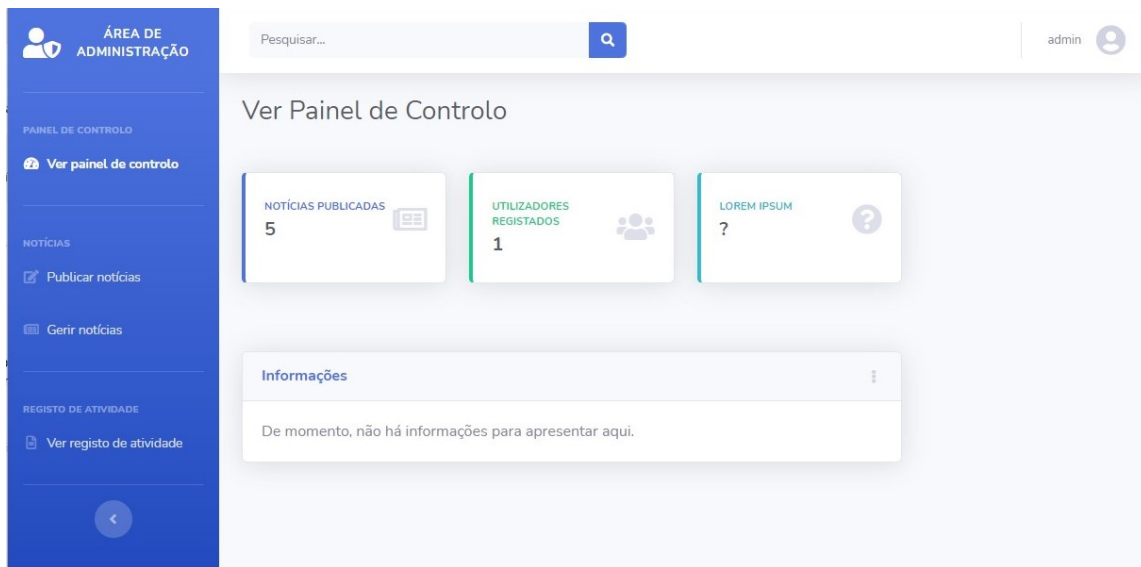 ÁREA DE
ADMINISTRAÇÃO
Pesquisar...
admin
PAINEL DE CONTROLO
Ver painel de controlo
NOTÍCIAS
Publicar notícias
Gerir notícias
REGISTO DE ATIVIDADE
Ver registo de atividade
Ver Painel de Controlo
NOTÍCIAS PUBLICADAS
5
UTILIZADORES
REGISTADOS
1
LOREM IPSUM
?
Informações
De momento, não há informações para apresentar aqui.